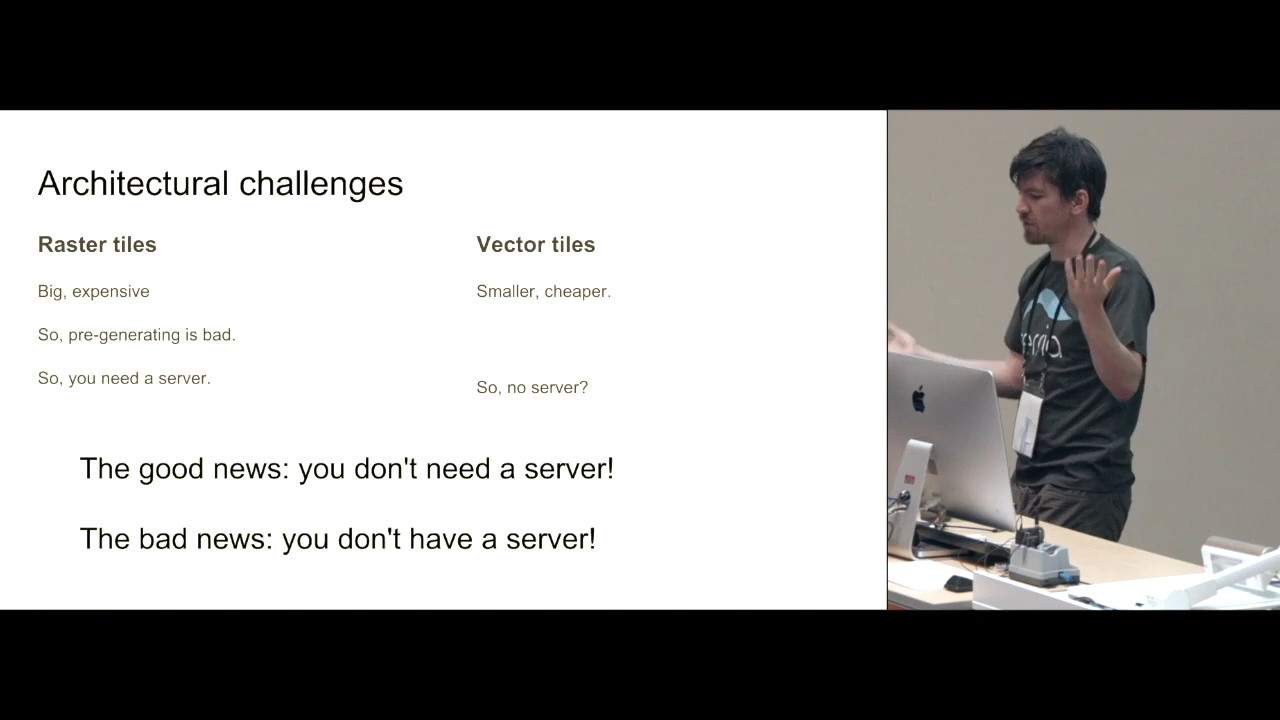 Architectural challenges
Raster tiles
Big, expensive
So, pre-generating is bad.
So, you need a server.
Vector tiles
Smaller, cheaper.
So, no server?
The good news: you don't need a server!
The bad news: you don't have a server!